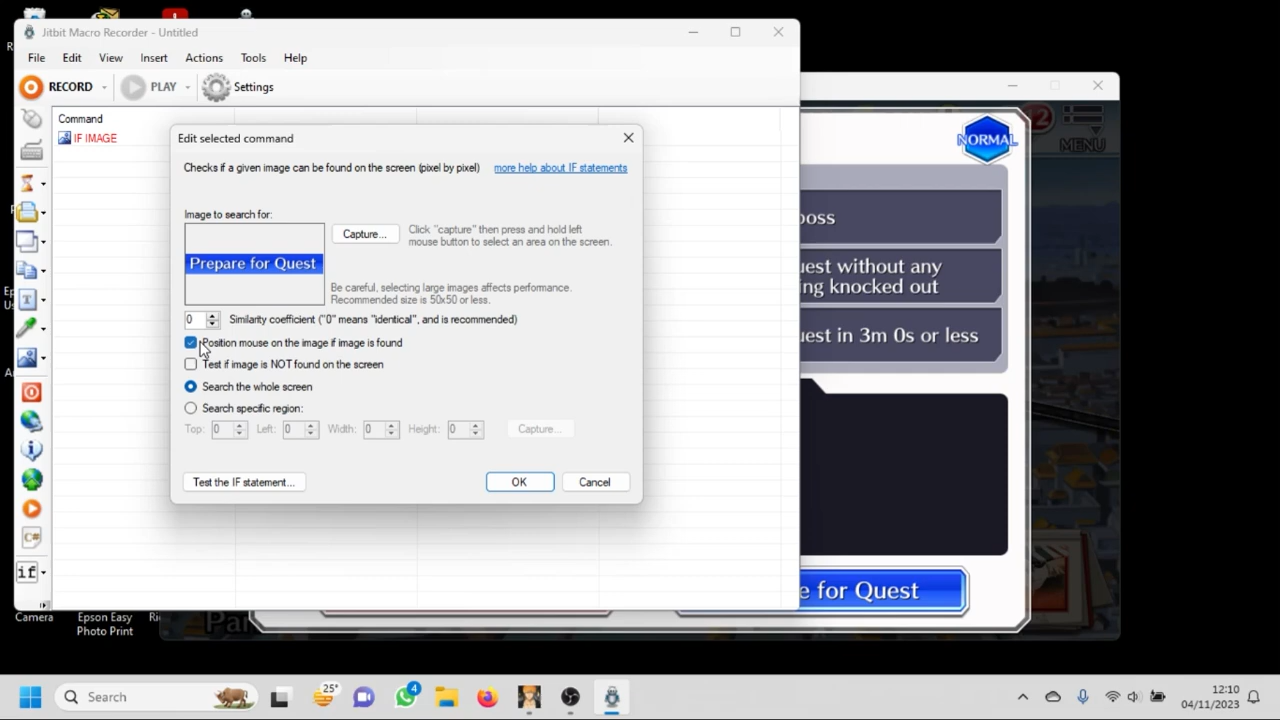 Jitbit Macro Recorder - Untitled
File Edit View Insert Actions Tools Help
RECORD PLAY Settings
Command
IF IMAGE
Edit selected command
Checks if a given image can be found on the screen (pixel by pixel) more help about IF statements
Image to search for:
Prepare for Quest
Capture...
Click "capture" then press and hold left
mouse button to select an area on the screen.
Be careful, selecting large images affects performance.
Recommended size is 50x50 or less.
0 Similarity coefficient ("0" means "identical", and is recommended)
Position mouse on the image if image is found
Test if image is NOT found on the screen
Search the whole screen
Search specific region:
Top: 0 Left: 0 Width: 0 Height: 0 Capture...
Test the IF statement... OK Cancel
C#
if
NORMAL
MENU
boss
uest without any
ing knocked out
uest in 3m 0s or less
e for Quest
Camera
Epson Easy
Photo Print
Search
25°
4
12:10
04/11/2023